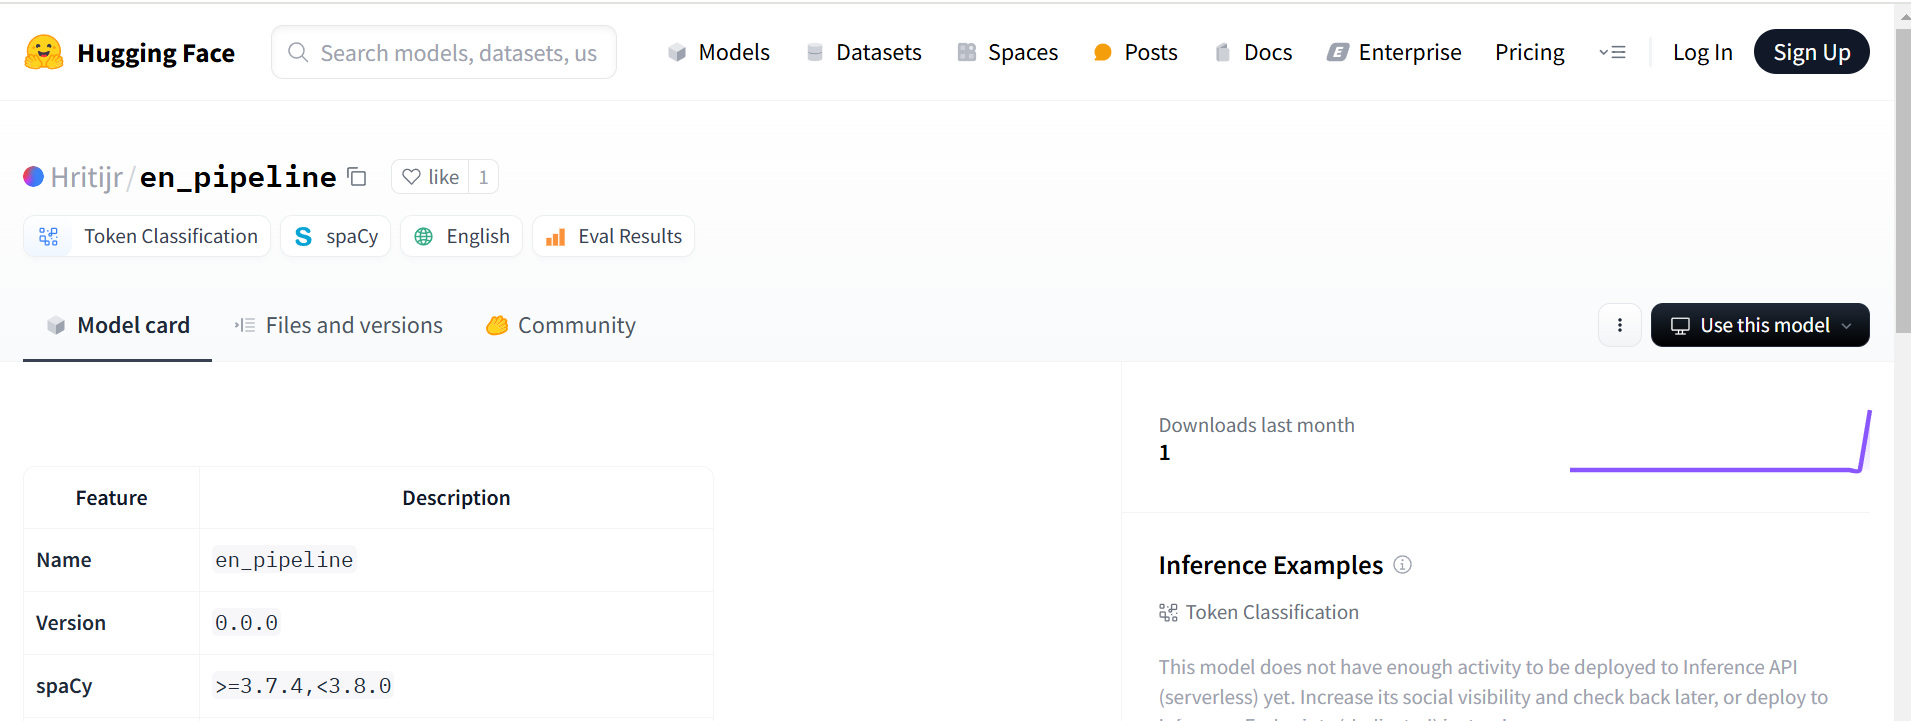 Hugging Face
Search models, datasets, us
Models
Datasets
Spaces
Posts
Docs
Enterprise
Pricing
Log In
Sign Up
Hritijr/en_pipeline
like 1
Token Classification
spaCy
English
Eval Results
Model card
Files and versions
Community
Use this model
Feature Description
Name en_pipeline
Version 0.0.0
spaCy >=3.7.4,<3.8.0
Downloads last month
1
Inference Examples
Token Classification
This model does not have enough activity to be deployed to Inference API
(serverless) yet. Increase its social visibility and check back later, or deploy to